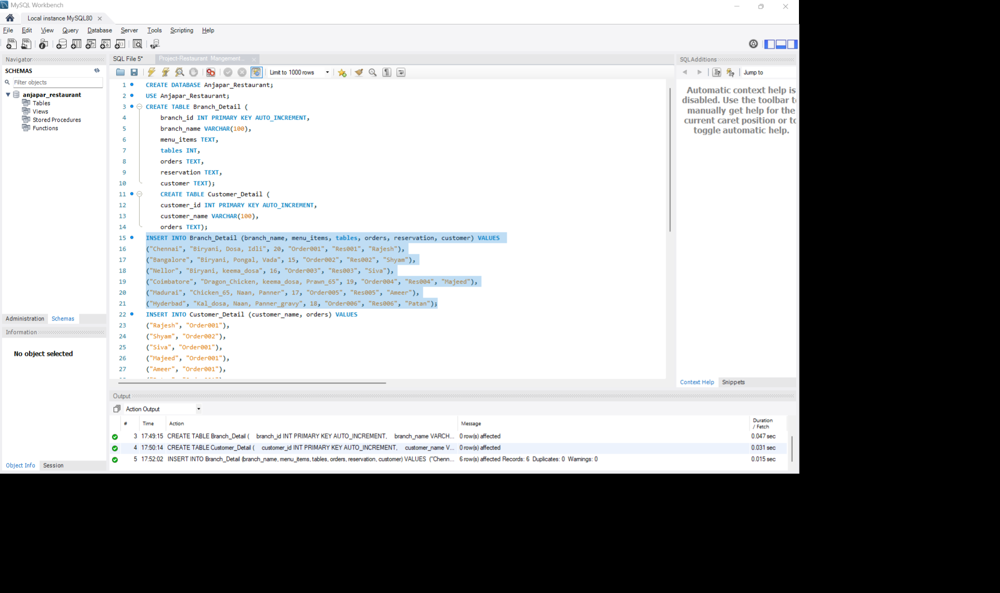 MySQL Workbench
Local instance MySQL80
File Edit View Query Database Server Tools Scripting Help
Navigator
SCHEMAS
Filter objects
anjapar_restaurant
Tables
Views
Stored Procedures
Functions
Administration Schemas
Information
No object selected
Object Info Session
SQL File 5* Project-Restaurant Mangement...
Limit to 1000 rows
1 CREATE DATABASE Anjapar_Restaurant;
2 USE Anjapar_Restaurant;
3 CREATE TABLE Branch_Detail (
4 branch_id INT PRIMARY KEY AUTO_INCREMENT,
5 branch_name VARCHAR(100),
6 menu_items TEXT,
7 tables INT,
8 orders TEXT,
9 reservation TEXT,
10 customer TEXT);
11 CREATE TABLE Customer_Detail (
12 customer_id INT PRIMARY KEY AUTO_INCREMENT,
13 customer_name VARCHAR(100),
14 orders TEXT);
15 INSERT INTO Branch_Detail (branch_name, menu_items, tables, orders, reservation, customer) VALUES
16 ("Chennai", "Biryani, Dosa, Idli", 20, "Order001", "Res001", "Rajesh"),
17 ("Bangalore", "Biryani, Pongal, Vada", 15, "Order002", "Res002", "Shyam"),
18 ("Nellor", "Biryani, keema_dosa", 16, "Order003", "Res003", "Siva"),
19 ("Coimbatore", "Dragon_Chicken, keema_dosa, Prawn_65", 19, "Order004", "Res004", "Majeed"),
20 ("Madurai", "Chicken_65, Naan, Panner", 17, "Order005", "Res005", "Ameer"),
21 ("Hyderbad", "Kal_dosa, Naan, Panner_gravy", 18, "Order006", "Res006", "Patan");
22 INSERT INTO Customer_Detail (customer_name, orders) VALUES
23 ("Rajesh", "Order001"),
24 ("Shyam", "Order002"),
25 ("Siva", "Order001"),
26 ("Majeed", "Order001"),
27 ("Ameer", "Order001"),
SQLAdditions
Jump to
Automatic context help is
disabled. Use the toolbar t
manually get help for the
current caret position or to
toggle automatic help.
Context Help Snippets
Output
Action Output
# Time Action Message Duration / Fetch
3 17:49:15 CREATE TABLE Branch_Detail ( branch_id INT PRIMARY KEY AUTO_INCREMENT, branch_name VARCH... 0 row(s) affected 0.047 sec
4 17:50:14 CREATE TABLE Customer_Detail ( customer_id INT PRIMARY KEY AUTO_INCREMENT, customer_name V... 0 row(s) affected 0.031 sec
5 17:52:02 INSERT INTO Branch_Detail (branch_name, menu_items, tables, orders, reservation, customer) VALUES ("Chenn... 6 row(s) affected Records: 6 Duplicates: 0 Warnings: 0 0.015 sec